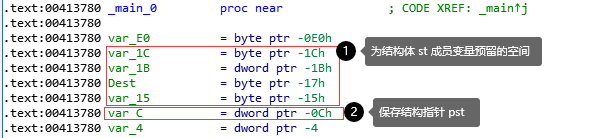 .text:00413780 _main_0 proc near ; CODE XREF: _main↑j
.text:00413780
.text:00413780 var_E0 = byte ptr -0E0h
.text:00413780 var_1C = byte ptr -1Ch
1 为结构体 st 成员变量预留的空间
.text:00413780 var_1B = dword ptr -1Bh
.text:00413780 Dest = byte ptr -17h
.text:00413780 var_15 = byte ptr -15h
.text:00413780 var_C = dword ptr -0Ch
2 保存结构指针 pst
.text:00413780 var_4 = dword ptr -4